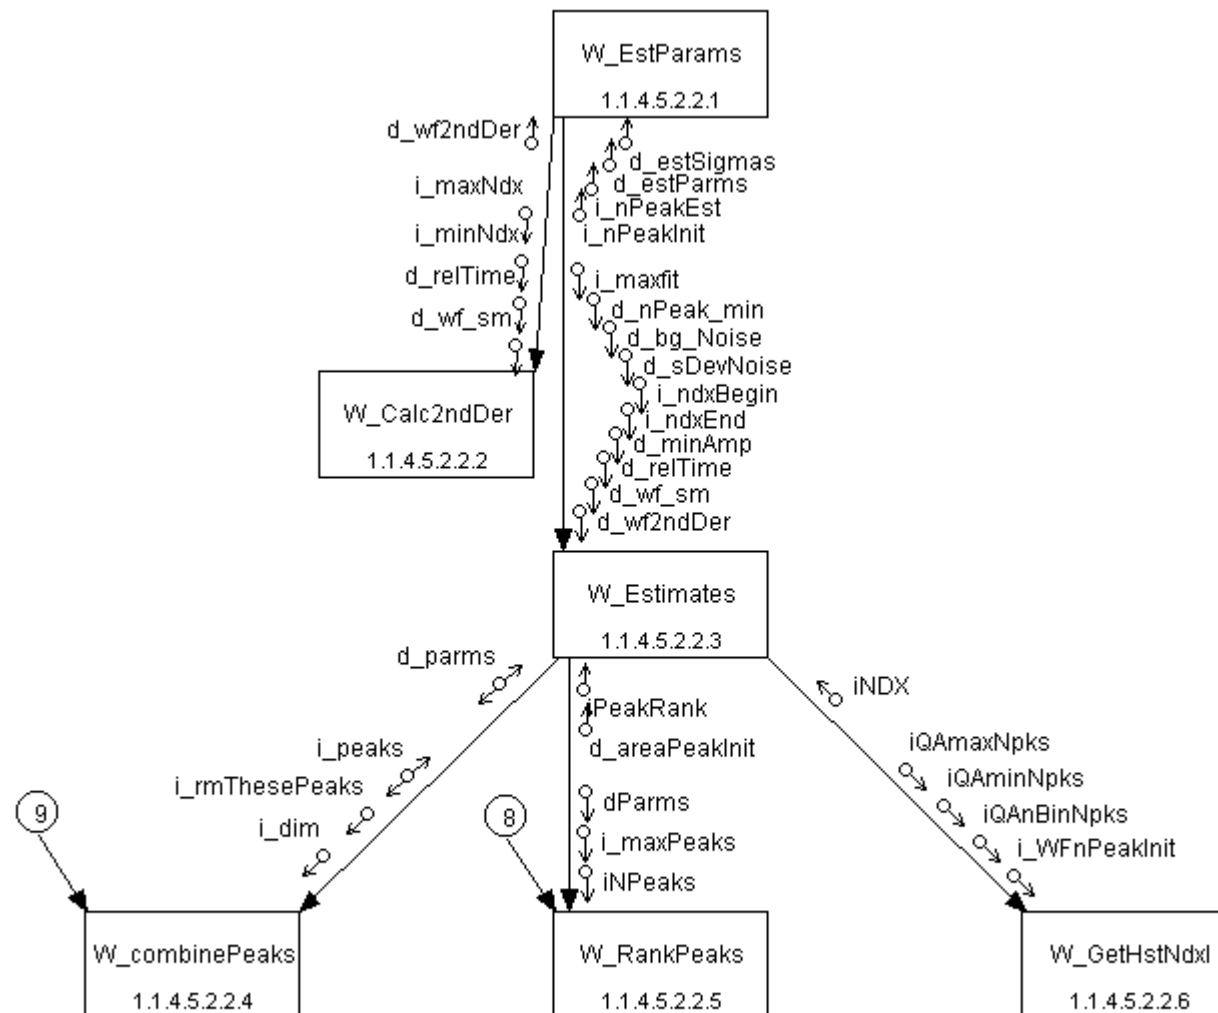 W_EstParams
1.1.4.5.2.2.1
d_wf2ndDer
i_maxNdx
i_minNdx
d_relTime
d_wf_sm
d_estSigmas
d_estParms
i_nPeakEst
i_nPeakInit
i_maxfit
d_nPeak_min
d_bg_Noise
d_sDevNoise
i_ndxBegin
i_ndxEnd
d_minAmp
d_relTime
d_wf_sm
d_wf2ndDer
W_Calc2ndDer
1.1.4.5.2.2.2
W_Estimates
1.1.4.5.2.2.3
d_parms
i_peaks
i_rmThesePeaks
i_dim
iPeakRank
d_areaPeakInit
dParms
i_maxPeaks
iNPeaks
iNDX
iQAmaxNpks
iQAminNpks
iQAnBinNpks
i_WFnPeakInit
9
8
W_combinePeaks
1.1.4.5.2.2.4
W_RankPeaks
1.1.4.5.2.2.5
W_GetHstNdxI
1.1.4.5.2.2.6